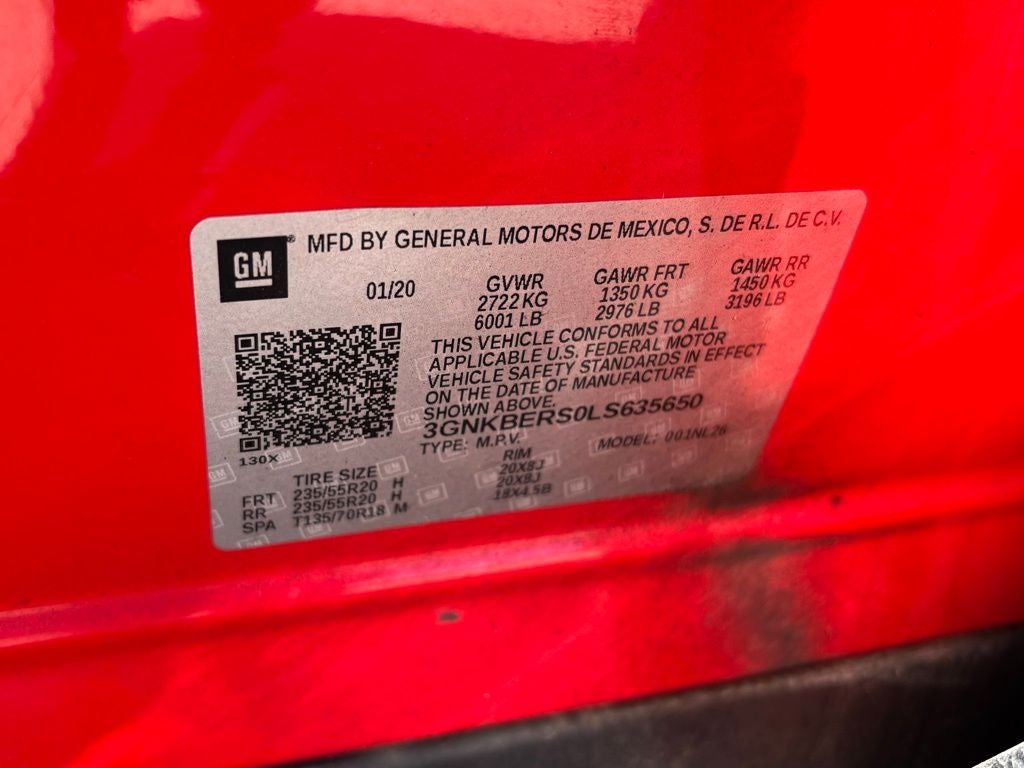 GM
MFD BY GENERAL MOTORS DE MEXICO, S. DE R.L. DE C.V.
01/20 GVWR GAWR FRT GAWR RR
2722 KG 1350 KG 1450 KG
6001 LB 2976 LB 3196 LB
THIS VEHICLE CONFORMS TO ALL
APPLICABLE U.S. FEDERAL MOTOR
VEHICLE SAFETY STANDARDS IN EFFECT
ON THE DATE OF MANUFACTURE
SHOWN ABOVE.
3GNKBERS0LS635650
TYPE: M.P.V. MODEL: 001NL26
130X
TIRE SIZE RIM
FRT 235/55R20 H 20X8J
RR 235/55R20 H 20X8J
SPA T135/70R18 M 18X4.5B